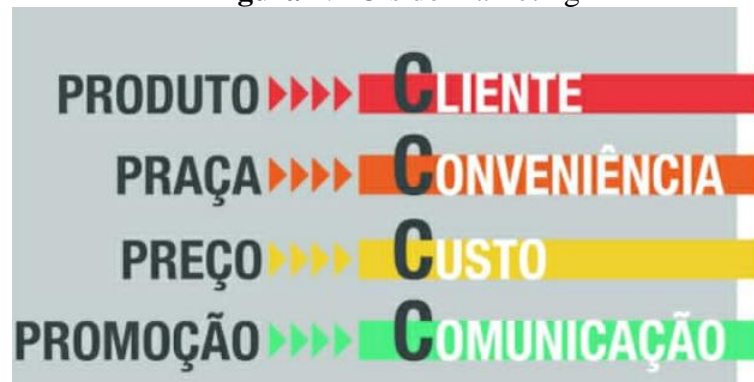 PRODUTO CLIENTE
PRAÇA CONVENIÊNCIA
PREÇO CUSTO
PROMOÇÃO COMUNICAÇÃO